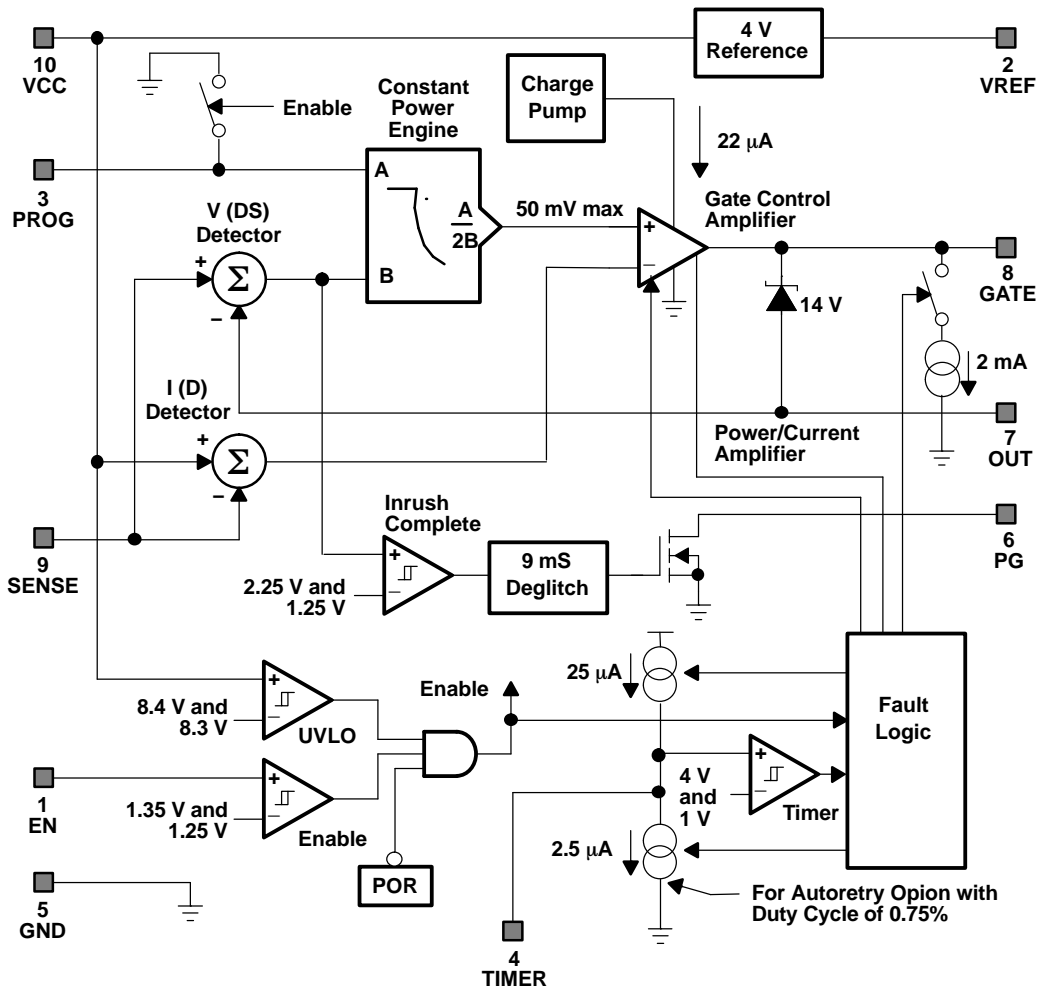 4 V
Reference
10
VCC
2
VREF
Charge
Pump
Constant
Power
Engine
Enable
22 μA
3
PROG
A
A
2B
B
50 mV max
Gate Control
Amplifier
V (DS)
Detector
+
Σ
−
+
−
8
GATE
14 V
2 mA
I (D)
Detector
+
Σ
−
Power/Current
Amplifier
7
OUT
9
SENSE
Inrush
Complete
+
−
2.25 V and
1.25 V
9 mS
Deglitch
6
PG
25 μA
Enable
+
−
8.4 V and
8.3 V
UVLO
Fault
Logic
1
EN
+
−
1.35 V and
1.25 V
Enable
+
−
4 V
and
1 V
Timer
2.5 μA
POR
For Autoretry Opion with
Duty Cycle of 0.75%
5
GND
4
TIMER